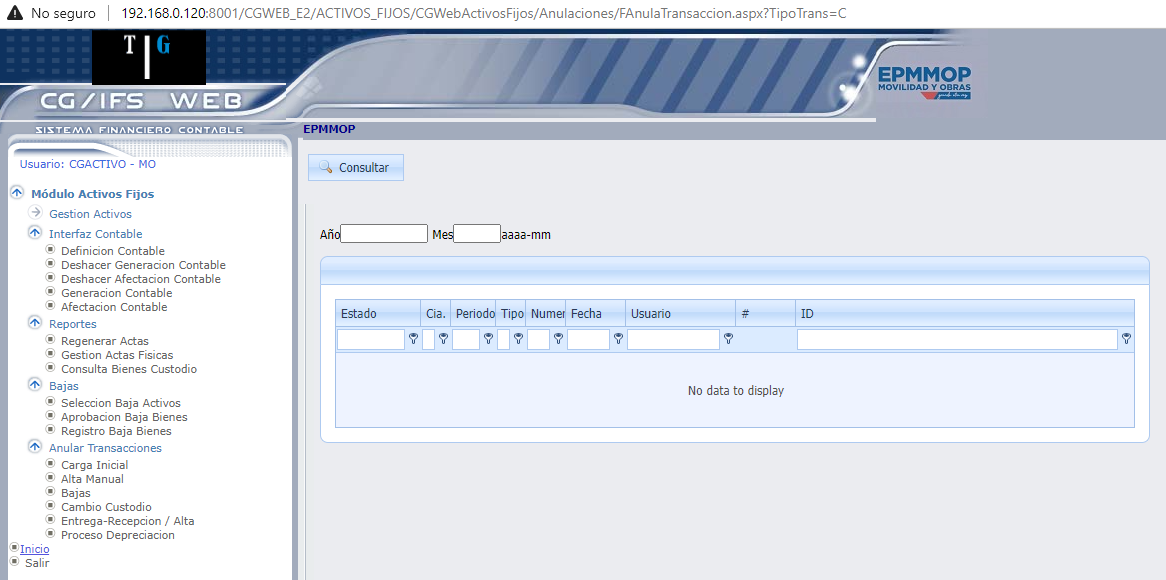 No seguro
192.168.0.120:8001/CGWEB_E2/ACTIVOS_FIJOS/CGWebActivosFijos/Anulaciones/FAnulaTransaccion.aspx?TipoTrans=C
T G
CG/IFS WEB
SISTEMA FINANCIERO CONTABLE
EPMMOP
MOVILIDAD Y OBRAS
EPMMOP
Usuario: CGACTIVO - MO
Módulo Activos Fijos
Gestion Activos
Interfaz Contable
Definicion Contable
Deshacer Generacion Contable
Deshacer Afectacion Contable
Generacion Contable
Afectacion Contable
Reportes
Regenerar Actas
Gestion Actas Fisicas
Consulta Bienes Custodio
Bajas
Seleccion Baja Activos
Aprobacion Baja Bienes
Registro Baja Bienes
Anular Transacciones
Carga Inicial
Alta Manual
Bajas
Cambio Custodio
Entrega-Recepcion / Alta
Proceso Depreciacion
Inicio
Salir
Consultar
Año Mes aaaa-mm
Estado Cia. Periodo Tipo Numer Fecha Usuario # ID
No data to display